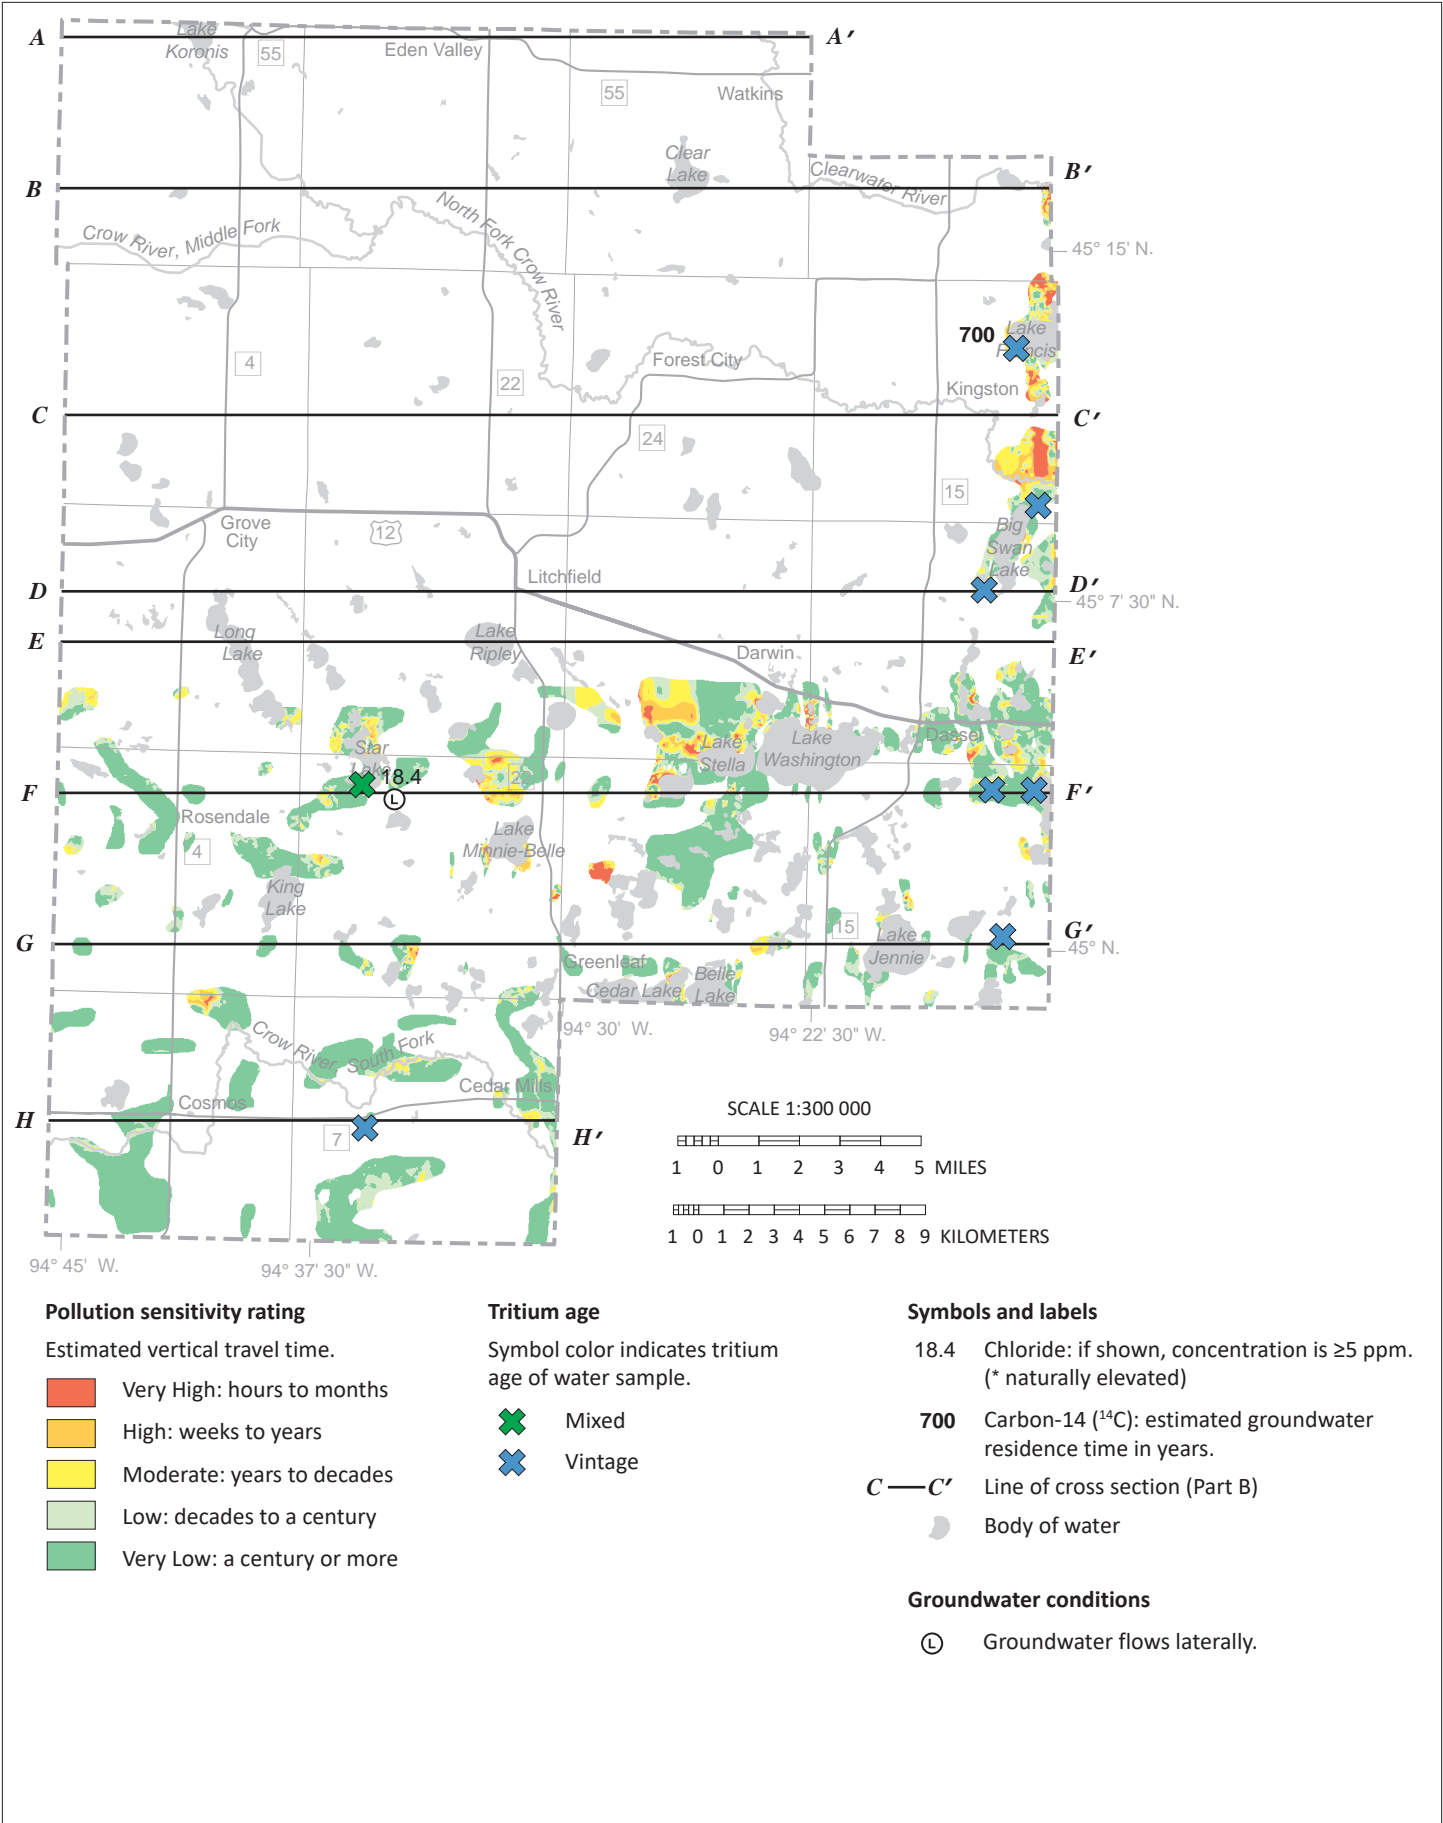 Lake
Koronis
A
A′
55
Eden Valley
55
Watkins
Clear
Lake
B
B′
Clearwater River
Crow River, Middle Fork
North Fork Crow River
45° 15' N.
700
Lake
Francis
4
22
Forest City
Kingston
C
C′
24
15
Grove
City
12
Big
Swan
Lake
Litchfield
D
D′
45° 7' 30" N.
Long
Lake
Lake
Ripley
E
E′
Darwin
Star
Lake
18.4
L
22
Lake
Stella
Lake
Washington
Dassel
F
F′
Rosendale
4
Lake
Minnie-Belle
King
Lake
15
Lake
Jennie
G
G′
45° N.
Greenleaf
Cedar Lake
Belle
Lake
94° 30' W.
94° 22' 30" W.
Crow River South Fork
Cedar Mills
Cosmos
H
H′
7
SCALE 1:300 000
1 0 1 2 3 4 5 MILES
1 0 1 2 3 4 5 6 7 8 9 KILOMETERS
94° 45' W.
94° 37' 30" W.
Pollution sensitivity rating
Estimated vertical travel time.
Very High: hours to months
High: weeks to years
Moderate: years to decades
Low: decades to a century
Very Low: a century or more
Tritium age
Symbol color indicates tritium
age of water sample.
Mixed
Vintage
Symbols and labels
18.4 Chloride: if shown, concentration is ≥5 ppm.
(* naturally elevated)
700 Carbon-14 (¹⁴C): estimated groundwater
residence time in years.
C — C′ Line of cross section (Part B)
Body of water
Groundwater conditions
L Groundwater flows laterally.